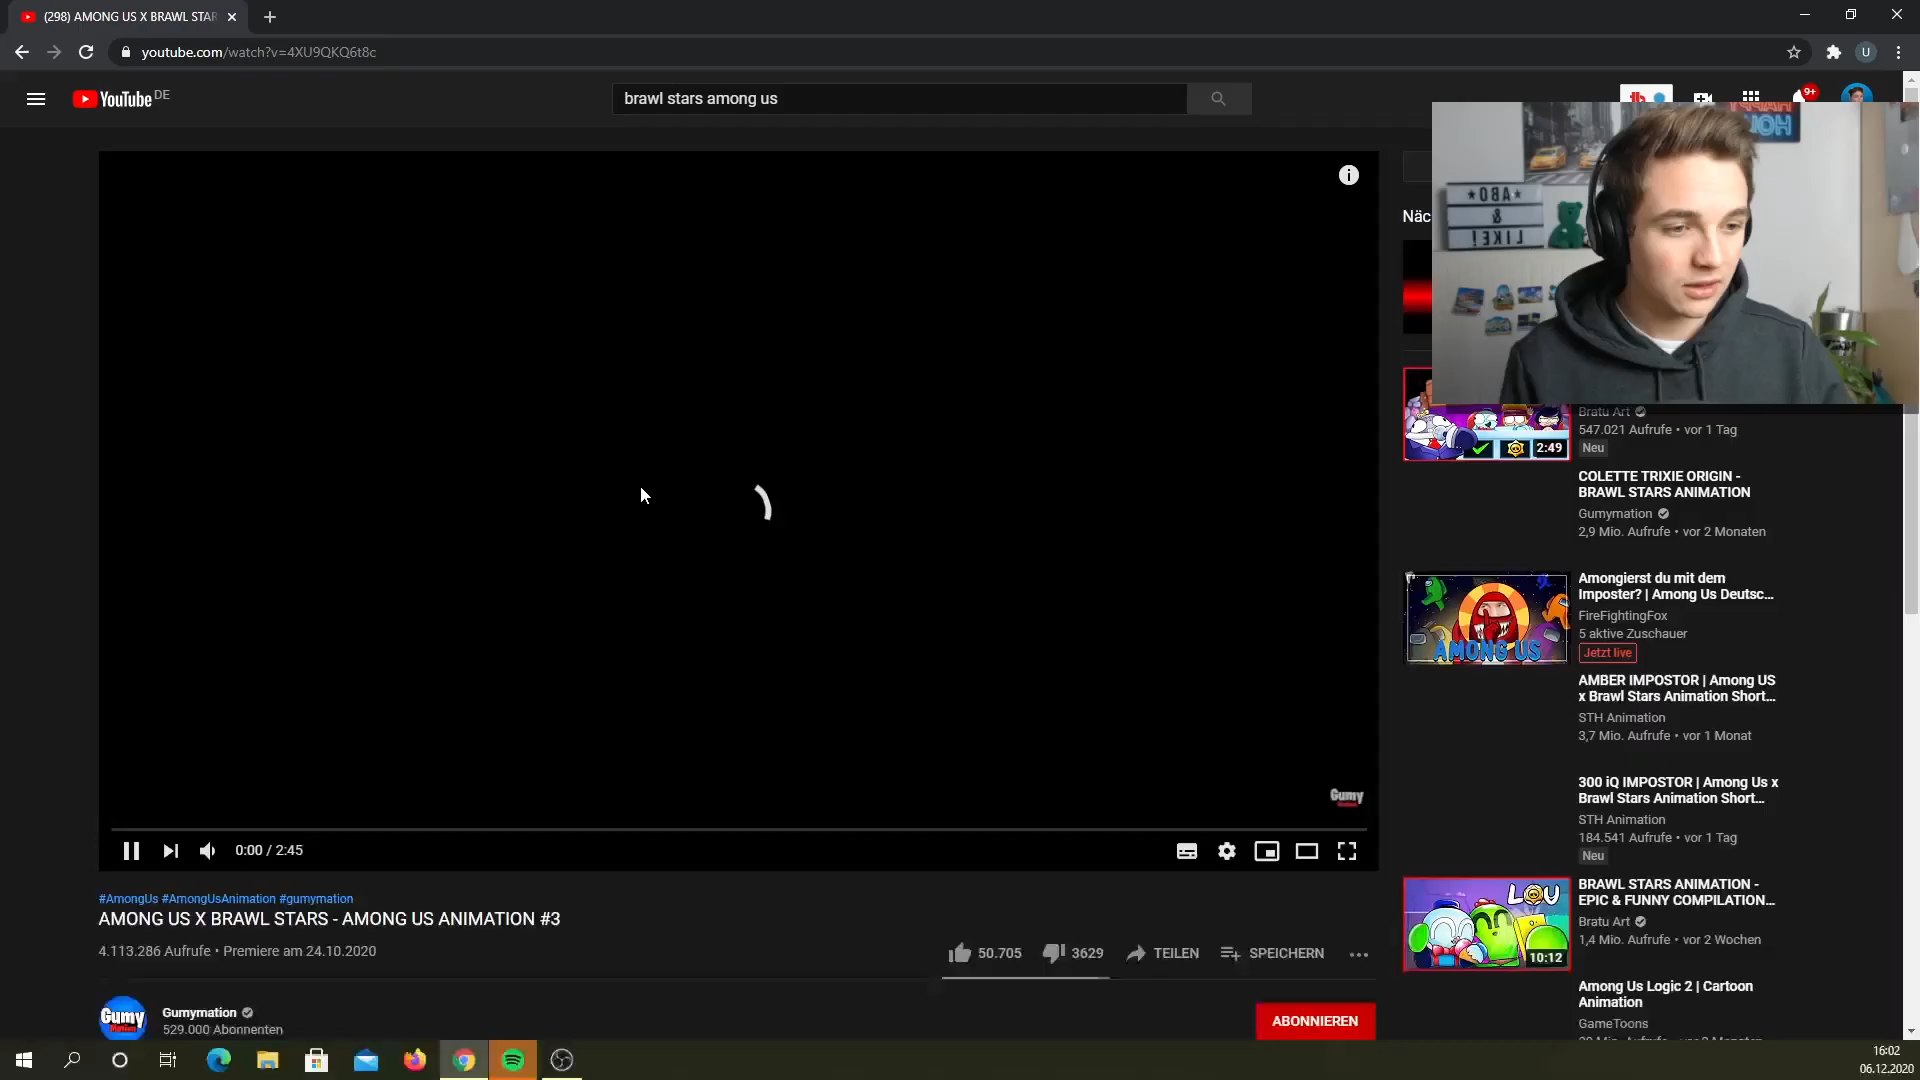 (298) AMONG US X BRAWL STAR
youtube.com/watch?v=4XU9QKQ6t8c
U
YouTube DE
brawl stars among us
9+
Näc
★ ABO ★
&
LIKE!
Gumy
0:00 / 2:45
#AmongUs #AmongUsAnimation #gumymation
AMONG US X BRAWL STARS - AMONG US ANIMATION #3
4.113.286 Aufrufe • Premiere am 24.10.2020
50.705
3629
TEILEN
SPEICHERN
Gumy
Gumymation
529.000 Abonnenten
ABONNIEREN
2:49
Bratu Art
547.021 Aufrufe • vor 1 Tag
Neu
COLETTE TRIXIE ORIGIN -
BRAWL STARS ANIMATION
Gumymation
2,9 Mio. Aufrufe • vor 2 Monaten
AMONG US
Amongierst du mit dem
Imposter? | Among Us Deutsc...
FireFightingFox
5 aktive Zuschauer
Jetzt live
AMBER IMPOSTOR | Among US
x Brawl Stars Animation Short...
STH Animation
3,7 Mio. Aufrufe • vor 1 Monat
300 iQ IMPOSTOR | Among Us x
Brawl Stars Animation Short...
STH Animation
184.541 Aufrufe • vor 1 Tag
Neu
LOU
10:12
BRAWL STARS ANIMATION -
EPIC & FUNNY COMPILATION...
Bratu Art
1,4 Mio. Aufrufe • vor 2 Wochen
Among Us Logic 2 | Cartoon
Animation
GameToons
16:02
06.12.2020